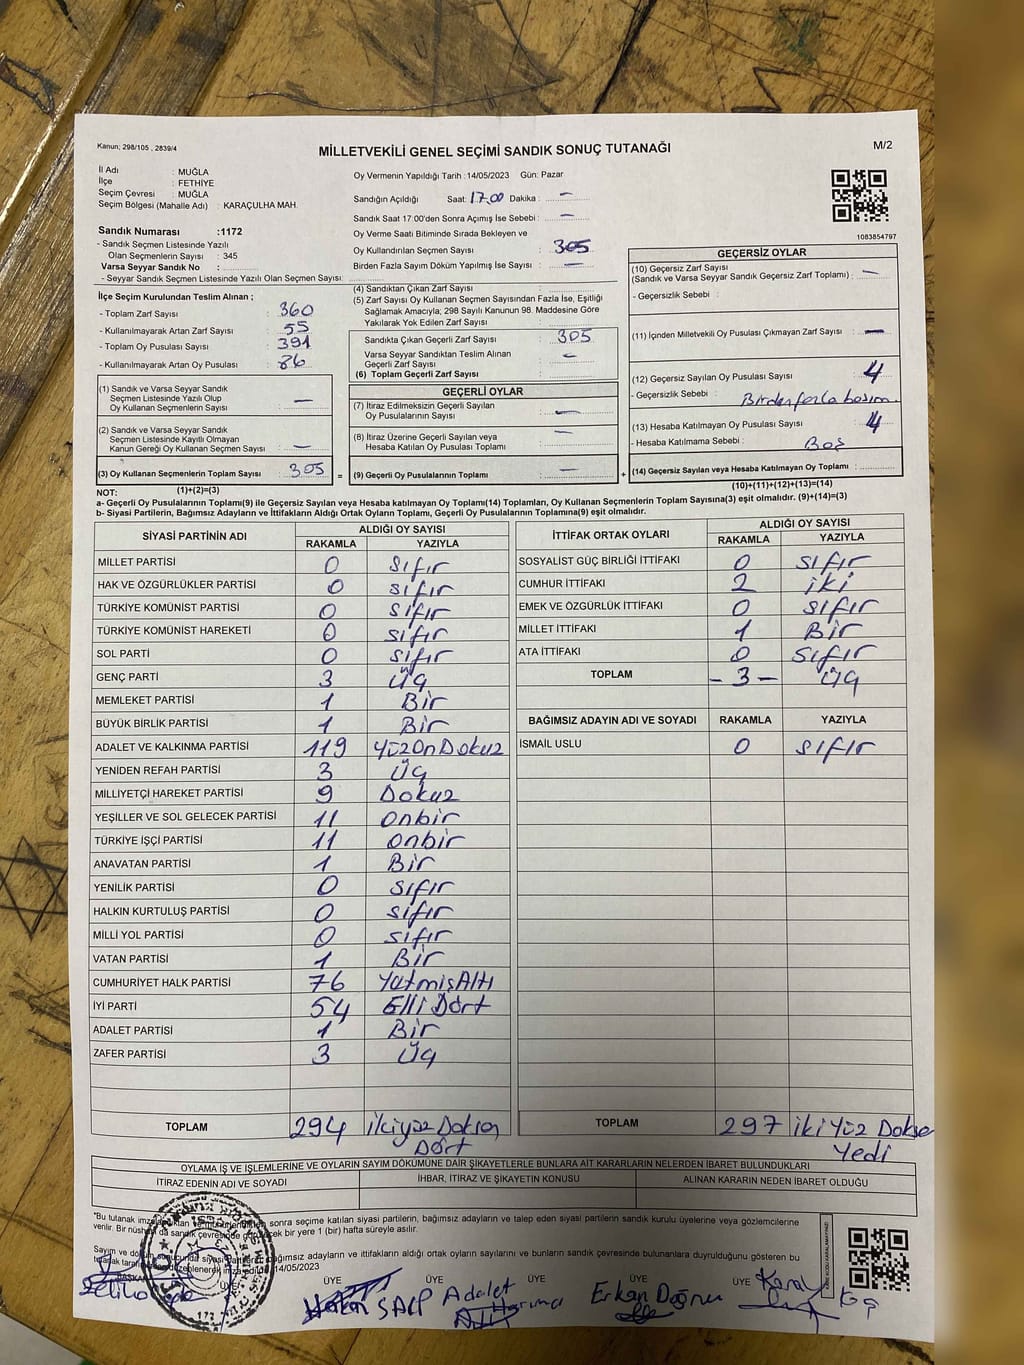 Kanun; 298/105 , 2839/4
MİLLETVEKİLİ GENEL SEÇİMİ SANDIK SONUÇ TUTANAĞI
M/2
İl Adı : MUĞLA
İlçe : FETHİYE
Seçim Çevresi : MUĞLA
Seçim Bölgesi (Mahalle Adı) : KARAÇULHA MAH.
Sandık Numarası :1172
- Sandık Seçmen Listesinde Yazılı
Olan Seçmenlerin Sayısı : 345
Varsa Seyyar Sandık No :
- Seyyar Sandık Seçmen Listesinde Yazılı Olan Seçmen Sayısı:
İlçe Seçim Kurulundan Teslim Alınan ;
- Toplam Zarf Sayısı : 360
- Kullanılmayarak Artan Zarf Sayısı : 55
- Toplam Oy Pusulası Sayısı : 391
- Kullanılmayarak Artan Oy Pusulası : 86
(1) Sandık ve Varsa Seyyar Sandık
Seçmen Listesinde Yazılı Olup
Oy Kullanan Seçmenlerin Sayısı : —
(2) Sandık ve Varsa Seyyar Sandık
Seçmen Listesinde Kayıtlı Olmayan
Kanun Gereği Oy Kullanan Seçmen Sayısı : —
(3) Oy Kullanan Seçmenlerin Toplam Sayısı : 305 =
Oy Vermenin Yapıldığı Tarih : 14/05/2023 Gün: Pazar
Sandığın Açıldığı Saat: 17.00 Dakika : —
Sandık Saat 17:00'den Sonra Açımış İse Sebebi : —
Oy Verme Saati Bitiminde Sırada Bekleyen ve
Oy Kullandırılan Seçmen Sayısı : 305
Birden Fazla Sayım Döküm Yapılmış İse Sayısı : —
(4) Sandıktan Çıkan Zarf Sayısı :
(5) Zarf Sayısı Oy Kullanan Seçmen Sayısından Fazla İse, Eşitliği
Sağlamak Amacıyla; 298 Sayılı Kanunun 98. Maddesine Göre
Yakılarak Yok Edilen Zarf Sayısı :
Sandıkta Çıkan Geçerli Zarf Sayısı : 305
Varsa Seyyar Sandıktan Teslim Alınan
Geçerli Zarf Sayısı : —
(6) Toplam Geçerli Zarf Sayısı :
GEÇERLİ OYLAR
(7) İtiraz Edilmeksizin Geçerli Sayılan
Oy Pusulalarının Sayısı : —
(8) İtiraz Üzerine Geçerli Sayılan veya
Hesaba Katılan Oy Pusulası Toplamı : —
(9) Geçerli Oy Pusulalarının Toplamı : — +
1083854797
GEÇERSİZ OYLAR
(10) Geçersiz Zarf Sayısı
(Sandık ve Varsa Seyyar Sandık Geçersiz Zarf Toplamı) : —
- Geçersizlik Sebebi :
(11) İçinden Milletvekili Oy Pusulası Çıkmayan Zarf Sayısı : —
(12) Geçersiz Sayılan Oy Pusulası Sayısı : 4
- Geçersizlik Sebebi : Birden fazla basım.
(13) Hesaba Katılmayan Oy Pusulası Sayısı : 4
- Hesaba Katılmama Sebebi : Boş
(14) Geçersiz Sayılan veya Hesaba Katılmayan Oy Toplamı :
NOT: (1)+(2)=(3)
(10)+(11)+(12)+(13)=(14)
a- Geçerli Oy Pusulalarının Toplamı(9) ile Geçersiz Sayılan veya Hesaba katılmayan Oy Toplamı(14) Toplamları, Oy Kullanan Seçmenlerin Toplam Sayısına(3) eşit olmalıdır. (9)+(14)=(3)
b- Siyasi Partilerin, Bağımsız Adayların ve İttifakların Aldığı Ortak Oyların Toplamı, Geçerli Oy Pusulalarının Toplamına(9) eşit olmalıdır.
SİYASİ PARTİNİN ADI ALDIĞI OY SAYISI
RAKAMLA YAZIYLA
MİLLET PARTİSİ 0 sıfır
HAK VE ÖZGÜRLÜKLER PARTİSİ 0 sıfır
TÜRKİYE KOMÜNİST PARTİSİ 0 sıfır
TÜRKİYE KOMÜNİST HAREKETİ 0 sıfır
SOL PARTİ 0 sıfır
GENÇ PARTİ 3 Üç
MEMLEKET PARTİSİ 1 Bir
BÜYÜK BİRLİK PARTİSİ 1 Bir
ADALET VE KALKINMA PARTİSİ 119 YüzOnDokuz
YENİDEN REFAH PARTİSİ 3 Üç
MİLLİYETÇİ HAREKET PARTİSİ 9 Dokuz
YEŞİLLER VE SOL GELECEK PARTİSİ 11 Onbir
TÜRKİYE İŞÇİ PARTİSİ 11 onbir
ANAVATAN PARTİSİ 1 Bir
YENİLİK PARTİSİ 0 sıfır
HALKIN KURTULUŞ PARTİSİ 0 sıfır
MİLLİ YOL PARTİSİ 0 sıfır
VATAN PARTİSİ 1 Bir
CUMHURİYET HALK PARTİSİ 76 YetmişAltı
İYİ PARTİ 54 Elli Dört
ADALET PARTİSİ 1 Bir
ZAFER PARTİSİ 3 Üç
TOPLAM 294 ikiyüz Doksan
Dört
İTTİFAK ORTAK OYLARI ALDIĞI OY SAYISI
RAKAMLA YAZIYLA
SOSYALİST GÜÇ BİRLİĞİ İTTİFAKI 0 sıfır
CUMHUR İTTİFAKI 2 iki
EMEK VE ÖZGÜRLÜK İTTİFAKI 0 sıfır
MİLLET İTTİFAKI 1 Bir
ATA İTTİFAKI 0 sıfır
TOPLAM -3- Üç
BAĞIMSIZ ADAYIN ADI VE SOYADI RAKAMLA YAZIYLA
İSMAİL USLU 0 sıfır
TOPLAM 297 iki Yüz Dokse
Yedi
OYLAMA İŞ VE İŞLEMLERİNE VE OYLARIN SAYIM DÖKÜMÜNE DAİR ŞİKAYETLERLE BUNLARA AİT KARARLARIN NELERDEN İBARET BULUNDUKLARI
İTİRAZ EDENİN ADI VE SOYADI İHBAR, İTİRAZ VE ŞİKAYETİN KONUSU ALINAN KARARIN NEDEN İBARET OLDUĞU
"Bu tutanak sonra seçime katılan siyasi partilerin, bağımsız adayların ve talep eden siyasi partilerin sandık kurulu üyelerine veya gözlemcilerine
verilir. Bir nüshası da sandık çevresinde bir yere 1 (bir) hafta süreyle asılır.
Sayım ve bağımsız adayların ve ittifakların aldığı ortak oyların sayılarını ve bunların sandık çevresinde bulunanlara duyrulduğunu gösteren bu
14/05/2023
BAŞKAN ÜYE ÜYE ÜYE ÜYE ÜYE ÜYE
Hakan SALP Adalet Erkan Doğru Kemal